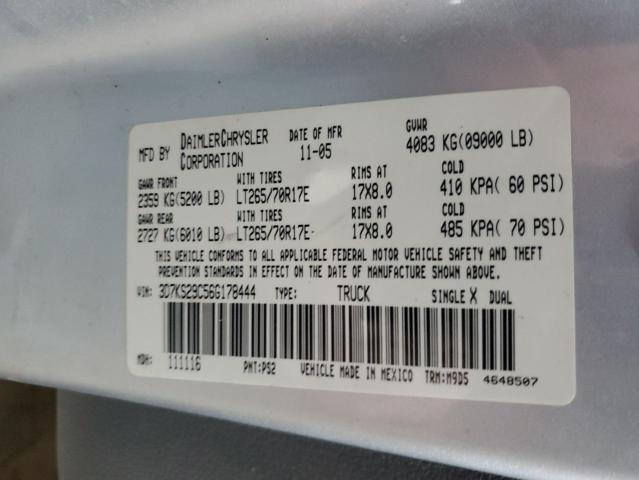 MFD BY DAIMLERCHRYSLER CORPORATION DATE OF MFR 11-05 GVWR 4083 KG(09000 LB)
GAWR FRONT WITH TIRES RIMS AT COLD
2359 KG(5200 LB) LT265/70R17E 17X8.0 410 KPA( 60 PSI)
GAWR REAR WITH TIRES RIMS AT COLD
2727 KG(6010 LB) LT265/70R17E 17X8.0 485 KPA( 70 PSI)
THIS VEHICLE CONFORMS TO ALL APPLICABLE FEDERAL MOTOR VEHICLE SAFETY AND THEFT
PREVENTION STANDARDS IN EFFECT ON THE DATE OF MANUFACTURE SHOWN ABOVE.
VIN: 3D7KS29C56G178444 TYPE: TRUCK SINGLE X DUAL
MDH: 111116 PNT:PS2 VEHICLE MADE IN MEXICO TRM:M9D5 4648507